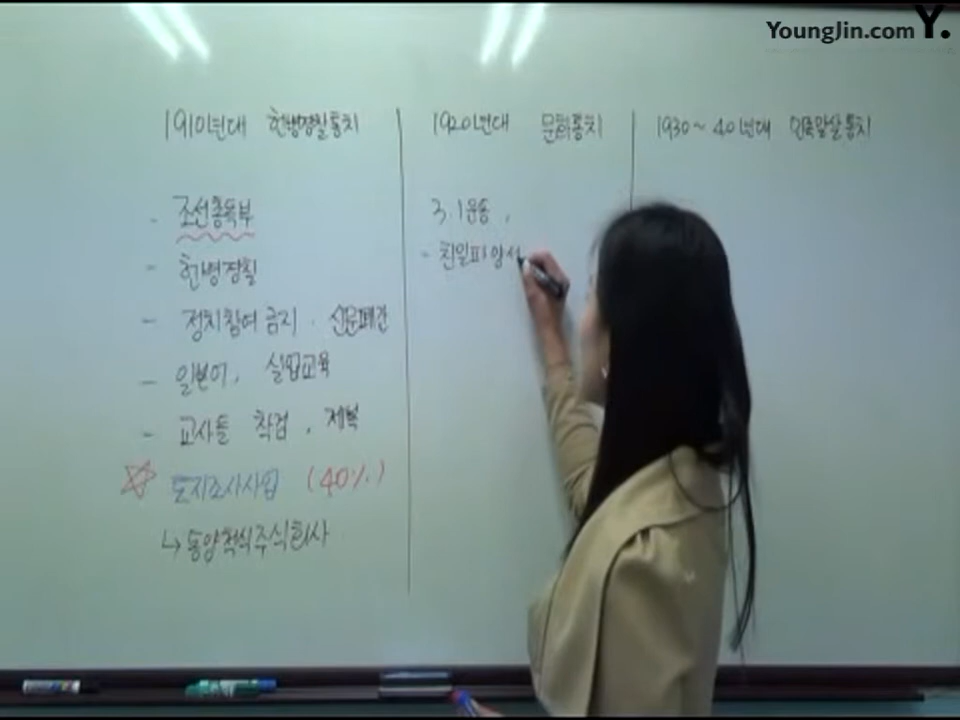 YoungJin.com Y.
1910년대 헌병경찰통치
1920년대 문화통치
1930~40년대 민족말살통치
- 조선총독부
- 헌병경찰
- 정치참여 금지. 신문폐간
- 일본어, 실업교육
- 교사들 착검, 제복
☆ 토지조사사업 (40%)
↳ 동양척식주식회사
3.1운동,
- 친일파 양서